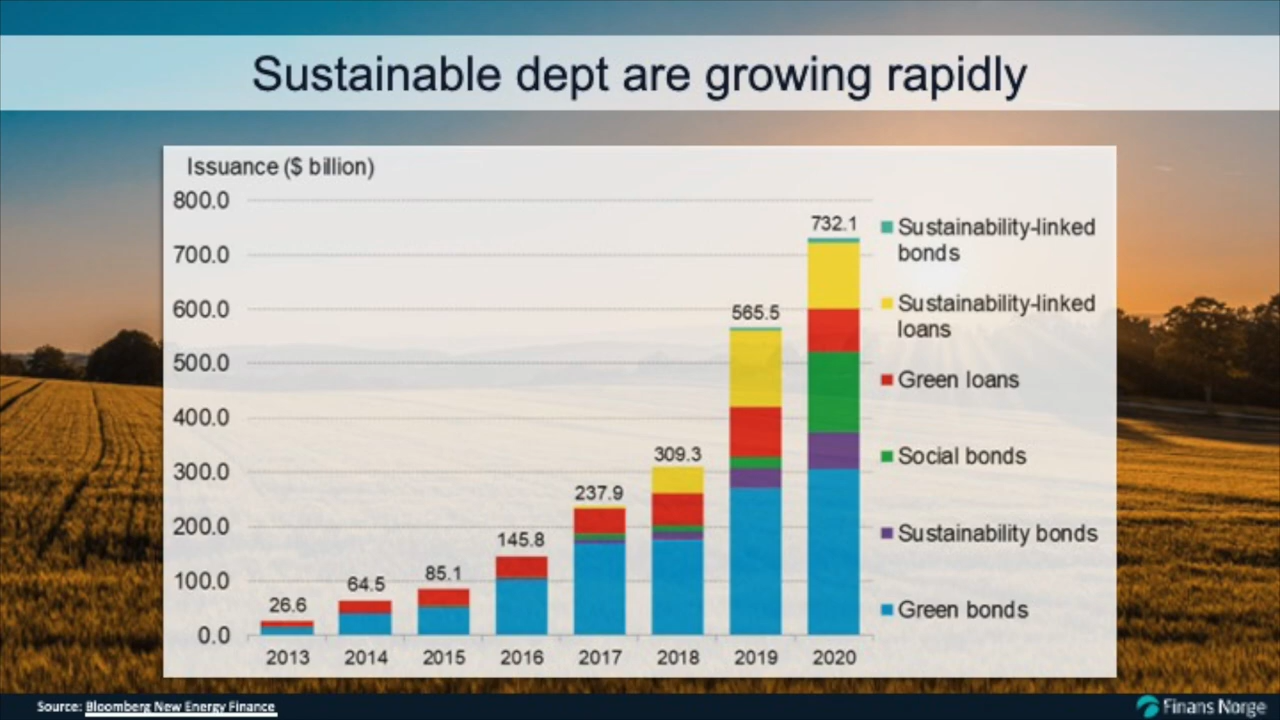 Sustainable dept are growing rapidly
Issuance ($ billion)
800.0
700.0
600.0
500.0
400.0
300.0
200.0
100.0
0.0
26.6
64.5
85.1
145.8
237.9
309.3
565.5
732.1
2013 2014 2015 2016 2017 2018 2019 2020
Sustainability-linked
bonds
Sustainability-linked
loans
Green loans
Social bonds
Sustainability bonds
Green bonds
Source: Bloomberg New Energy Finance
Finans Norge